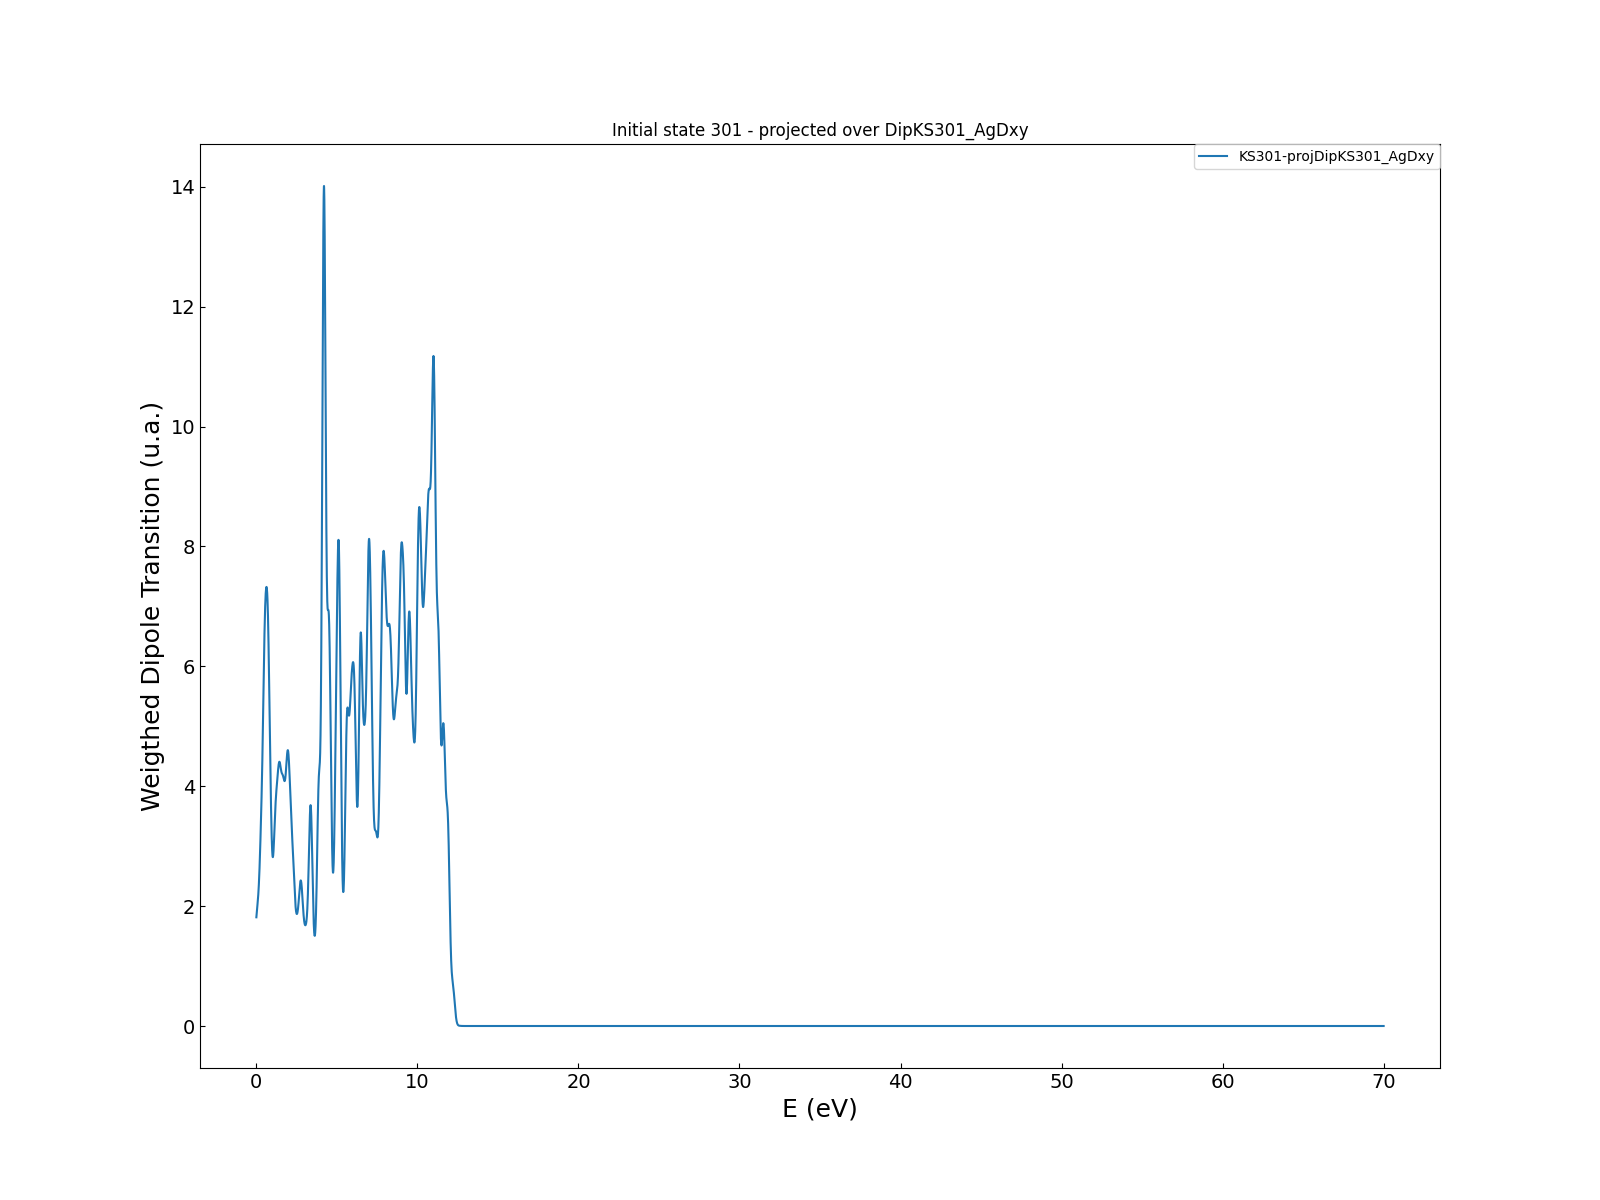 Initial state 301 - projected over DipKS301_AgDxy
KS301-projDipKS301_AgDxy
Weigthed Dipole Transition (u.a.)
14
12
10
8
6
4
2
0
0 10 20 30 40 50 60 70
E (eV)